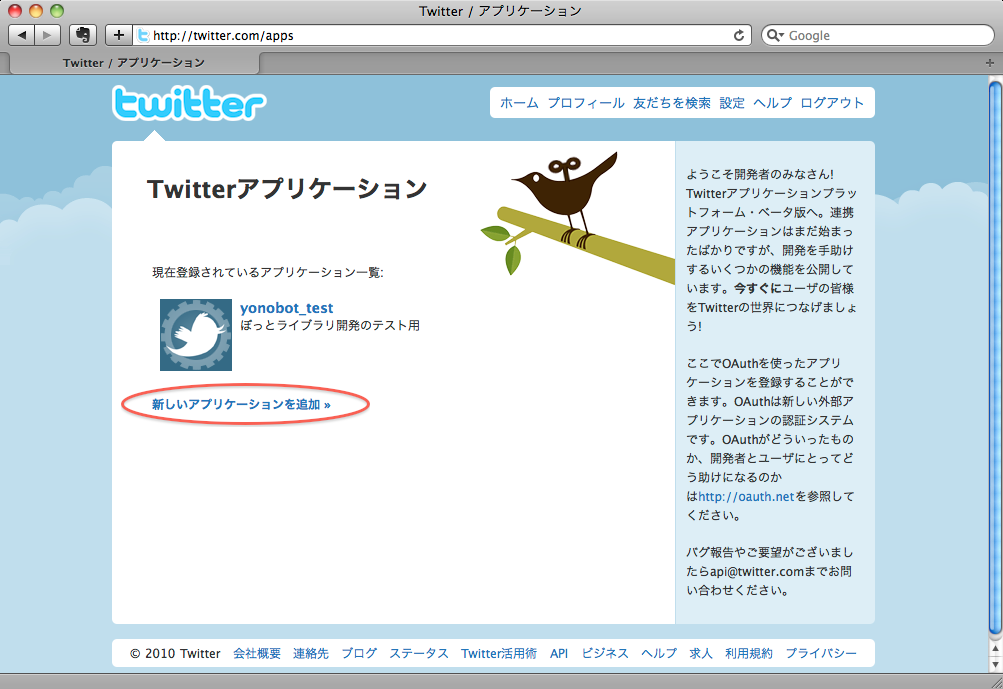 Twitter / アプリケーション
http://twitter.com/apps
Google
Twitter / アプリケーション
twitter
ホーム プロフィール 友だちを検索 設定 ヘルプ ログアウト
Twitterアプリケーション
現在登録されているアプリケーション一覧:
yonobot_test
ぼっとライブラリ開発のテスト用
新しいアプリケーションを追加 »
ようこそ開発者のみなさん!
Twitterアプリケーションプラッ
トフォーム・ベータ版へ。連携
アプリケーションはまだ始まっ
たばかりですが、開発を手助け
するいくつかの機能を公開して
います。今すぐにユーザの皆様
をTwitterの世界につなげましょ
う!
ここでOAuthを使ったアプリ
ケーションを登録することがで
きます。OAuthは新しい外部ア
プリケーションの認証システム
です。OAuthがどういったもの
か、開発者とユーザにとってど
う助けになるのか
はhttp://oauth.netを参照して
ください。
バグ報告やご要望がございまし
たらapi@twitter.comまでお問
い合わせください。
© 2010 Twitter 会社概要 連絡先 ブログ ステータス Twitter活用術 API ビジネス ヘルプ 求人 利用規約 プライバシー